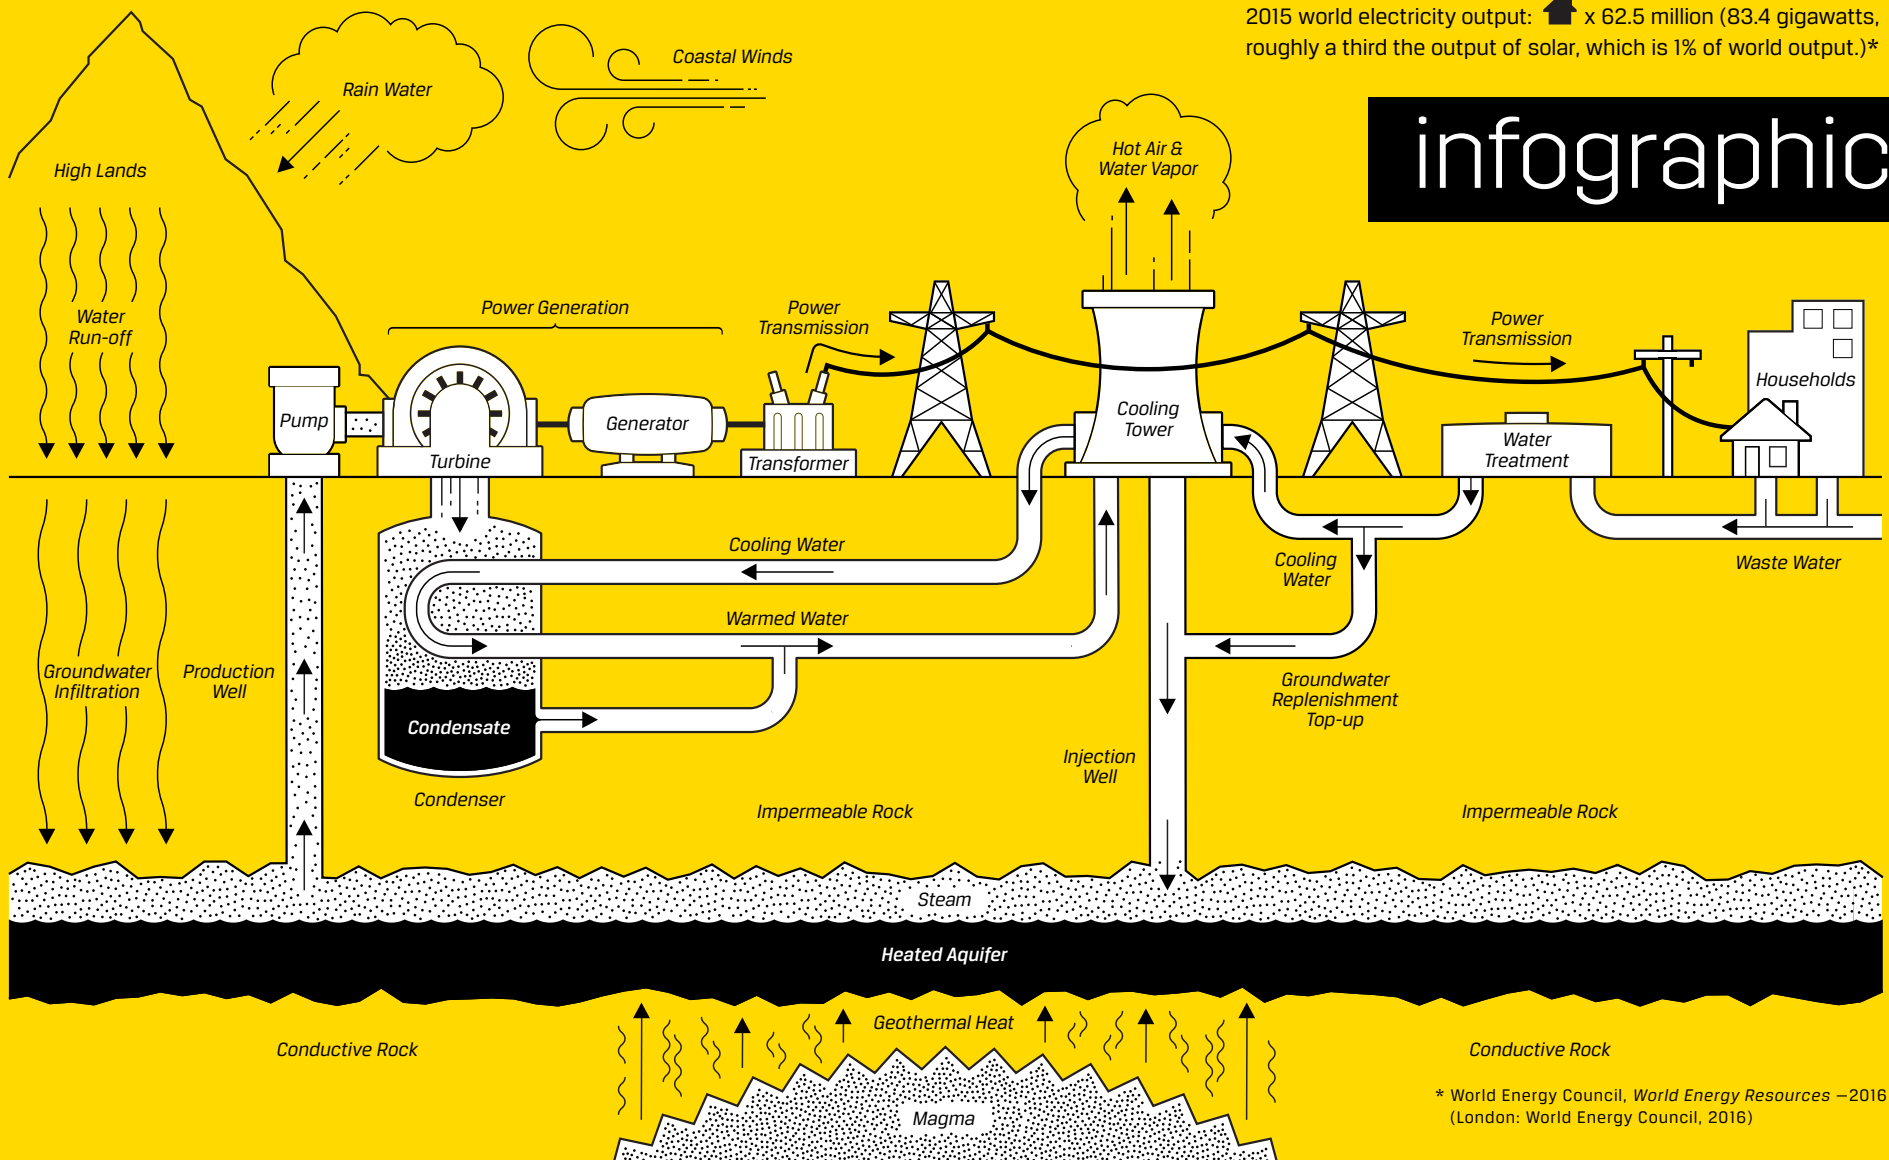 2015 world electricity output: x 62.5 million (83.4 gigawatts,
roughly a third the output of solar, which is 1% of world output.)*
infographic
Rain Water
Coastal Winds
High Lands
Hot Air &
Water Vapor
Water
Run-off
Power Generation
Power
Transmission
Power
Transmission
Pump
Turbine
Generator
Transformer
Cooling
Tower
Water
Treatment
Households
Cooling Water
Cooling
Water
Waste Water
Warmed Water
Groundwater
Infiltration
Production
Well
Condensate
Condenser
Groundwater
Replenishment
Top-up
Injection
Well
Impermeable Rock
Impermeable Rock
Steam
Heated Aquifer
Geothermal Heat
Conductive Rock
Conductive Rock
Magma
* World Energy Council, World Energy Resources –2016
(London: World Energy Council, 2016)